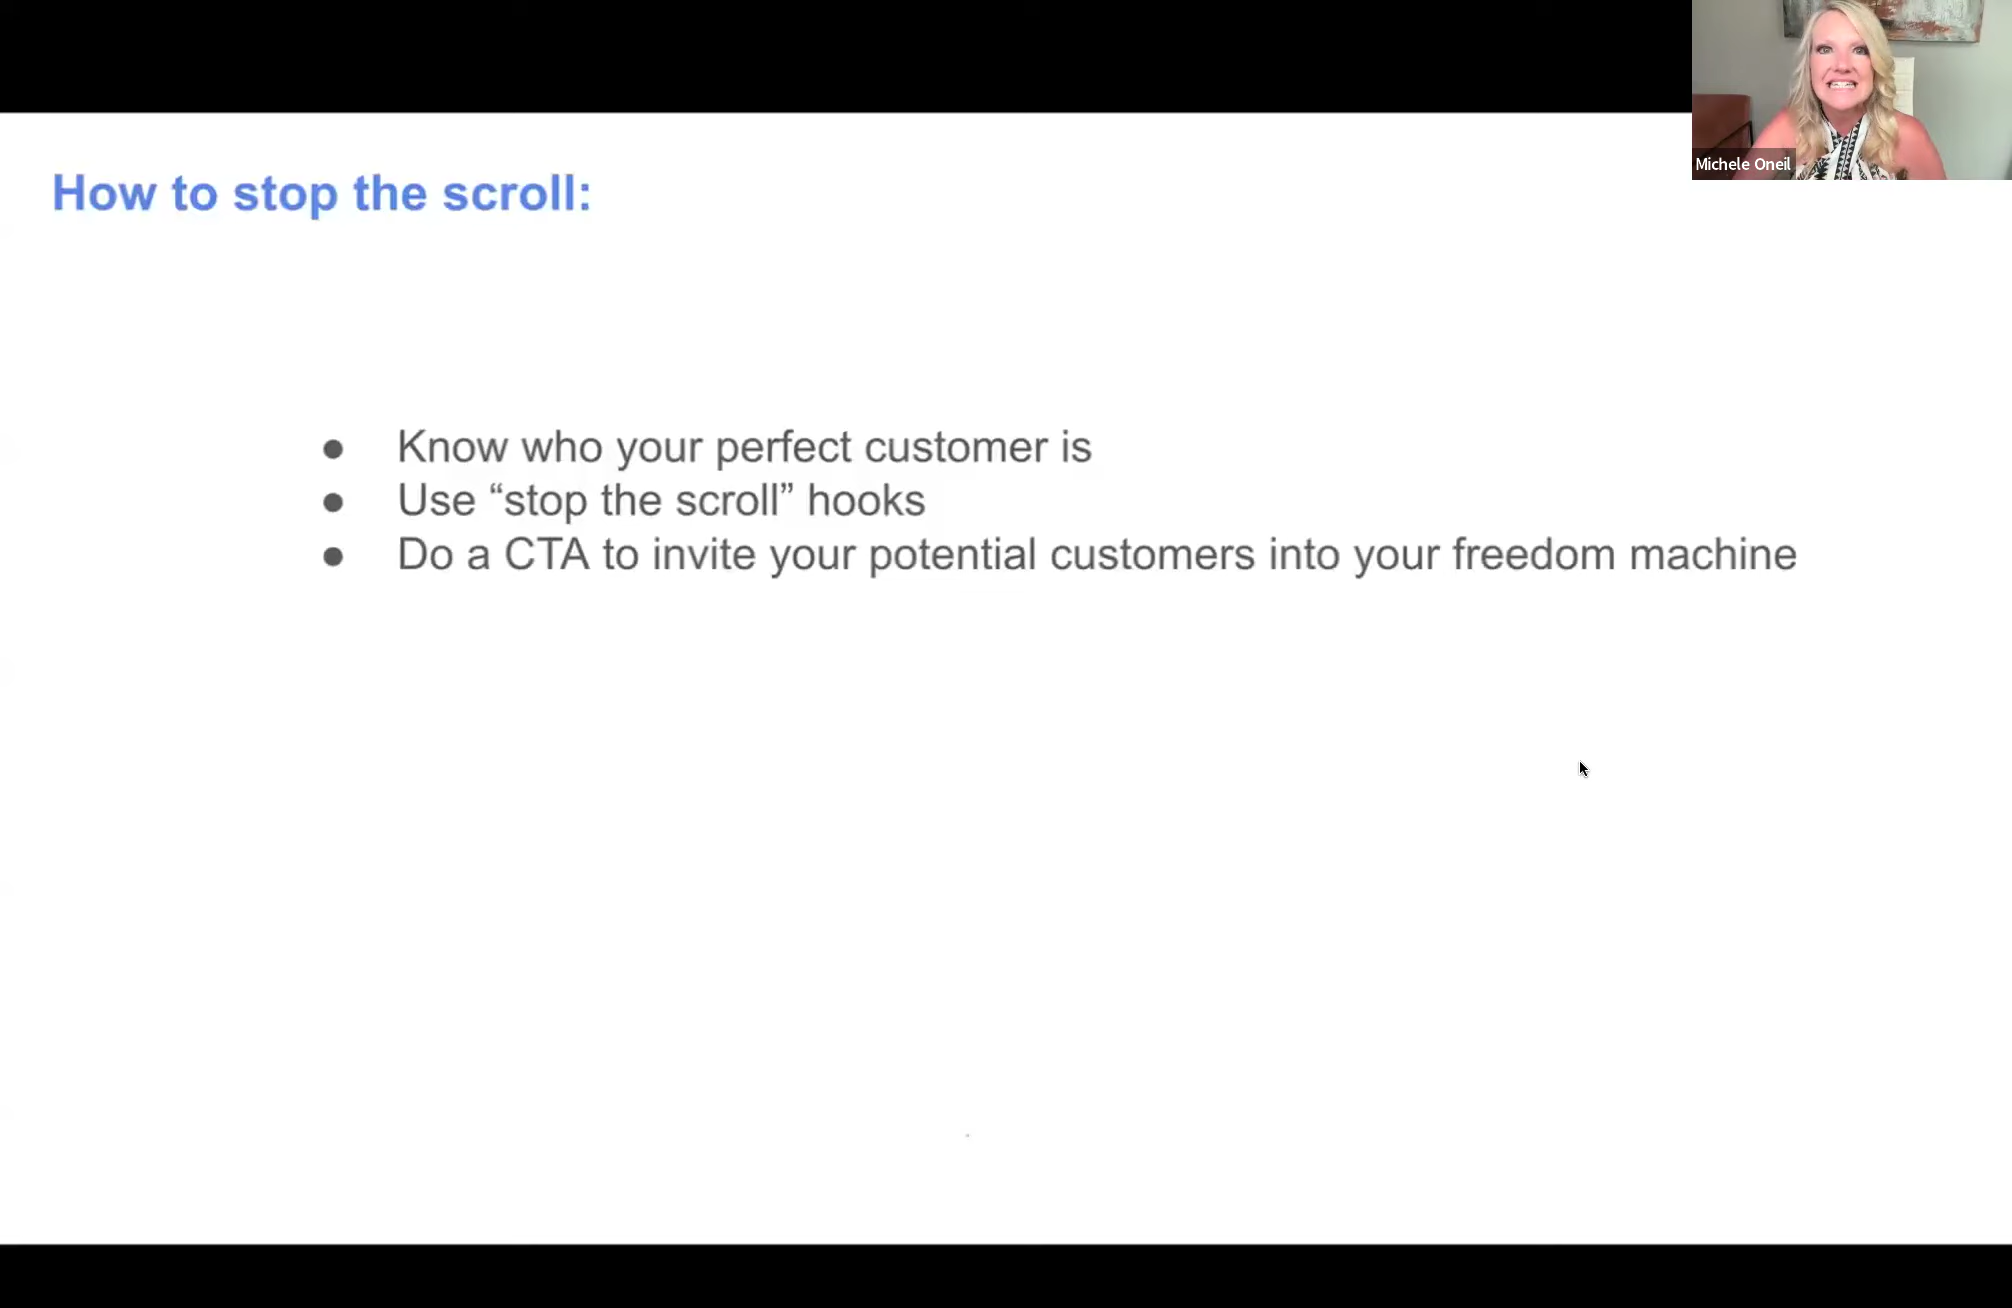 Michele Oneil
How to stop the scroll:
● Know who your perfect customer is
● Use “stop the scroll” hooks
● Do a CTA to invite your potential customers into your freedom machine